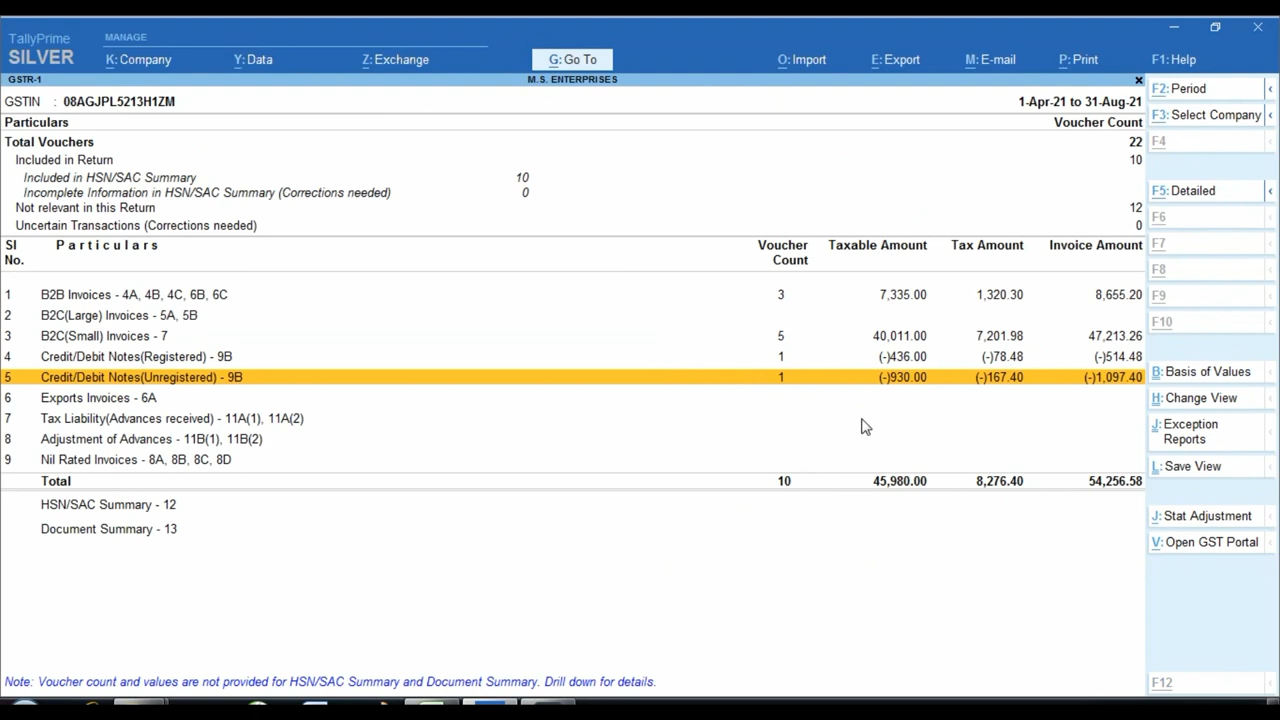 TallyPrime MANAGE
SILVER K: Company Y: Data Z: Exchange G: Go To O: Import E: Export M: E-mail P: Print F1: Help
GSTR-1 M.S. ENTERPRISES ×
GSTIN : 08AGJPL5213H1ZM 1-Apr-21 to 31-Aug-21
Particulars Voucher Count
Total Vouchers 22
Included in Return 10
Included in HSN/SAC Summary 10
Incomplete Information in HSN/SAC Summary (Corrections needed) 0
Not relevant in this Return 12
Uncertain Transactions (Corrections needed) 0
Sl Particulars Voucher Taxable Amount Tax Amount Invoice Amount
No. Count
1 B2B Invoices - 4A, 4B, 4C, 6B, 6C 3 7,335.00 1,320.30 8,655.20
2 B2C(Large) Invoices - 5A, 5B
3 B2C(Small) Invoices - 7 5 40,011.00 7,201.98 47,213.26
4 Credit/Debit Notes(Registered) - 9B 1 (-)436.00 (-)78.48 (-)514.48
5 Credit/Debit Notes(Unregistered) - 9B 1 (-)930.00 (-)167.40 (-)1,097.40
6 Exports Invoices - 6A
7 Tax Liability(Advances received) - 11A(1), 11A(2)
8 Adjustment of Advances - 11B(1), 11B(2)
9 Nil Rated Invoices - 8A, 8B, 8C, 8D
Total 10 45,980.00 8,276.40 54,256.58
HSN/SAC Summary - 12
Document Summary - 13
Note: Voucher count and values are not provided for HSN/SAC Summary and Document Summary. Drill down for details.
F2: Period
F3: Select Company
F4
F5: Detailed
F6
F7
F8
F9
F10
B: Basis of Values
H: Change View
J: Exception
Reports
L: Save View
J: Stat Adjustment
V: Open GST Portal
F12